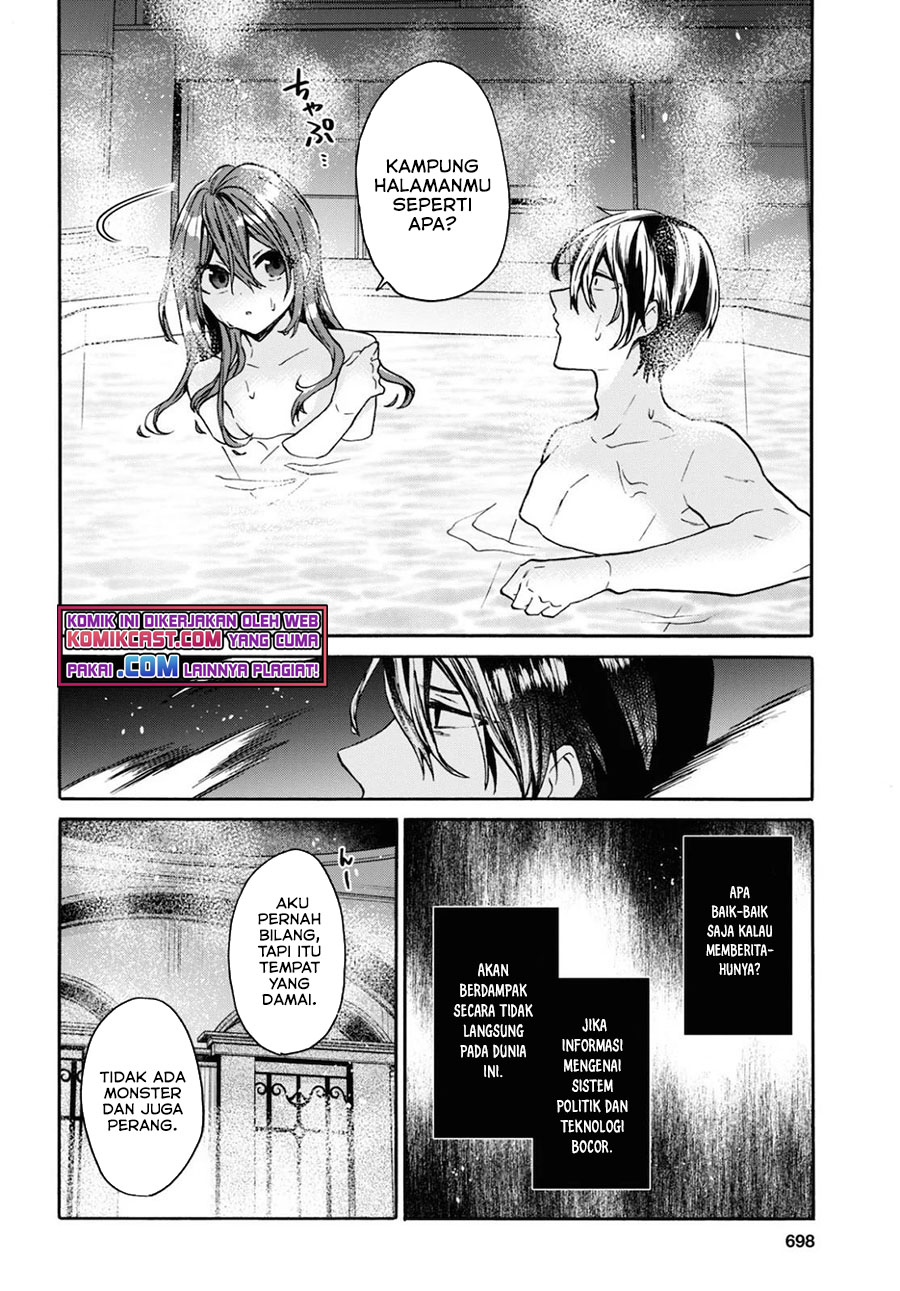 ちゃぷ…
KAMPUNG
HALAMANMU
SEPERTI
APA?
KOMIK INI DIKERJAKAN OLEH WEB
KOMIKCAST.COM YANG CUMA
PAKAI .COM LAINNYA PLAGIAT!
APA
BAIK-BAIK
SAJA KALAU
MEMBERITA-
HUNYA?
JIKA
INFORMASI
MENGENAI
SISTEM
POLITIK DAN
TEKNOLOGI
BOCOR.
AKAN
BERDAMPAK
SECARA TIDAK
LANGSUNG
PADA DUNIA
INI.
んー
AKU
PERNAH
BILANG,
TAPI ITU
TEMPAT
YANG
DAMAI.
TIDAK ADA
MONSTER
DAN JUGA
PERANG.
698